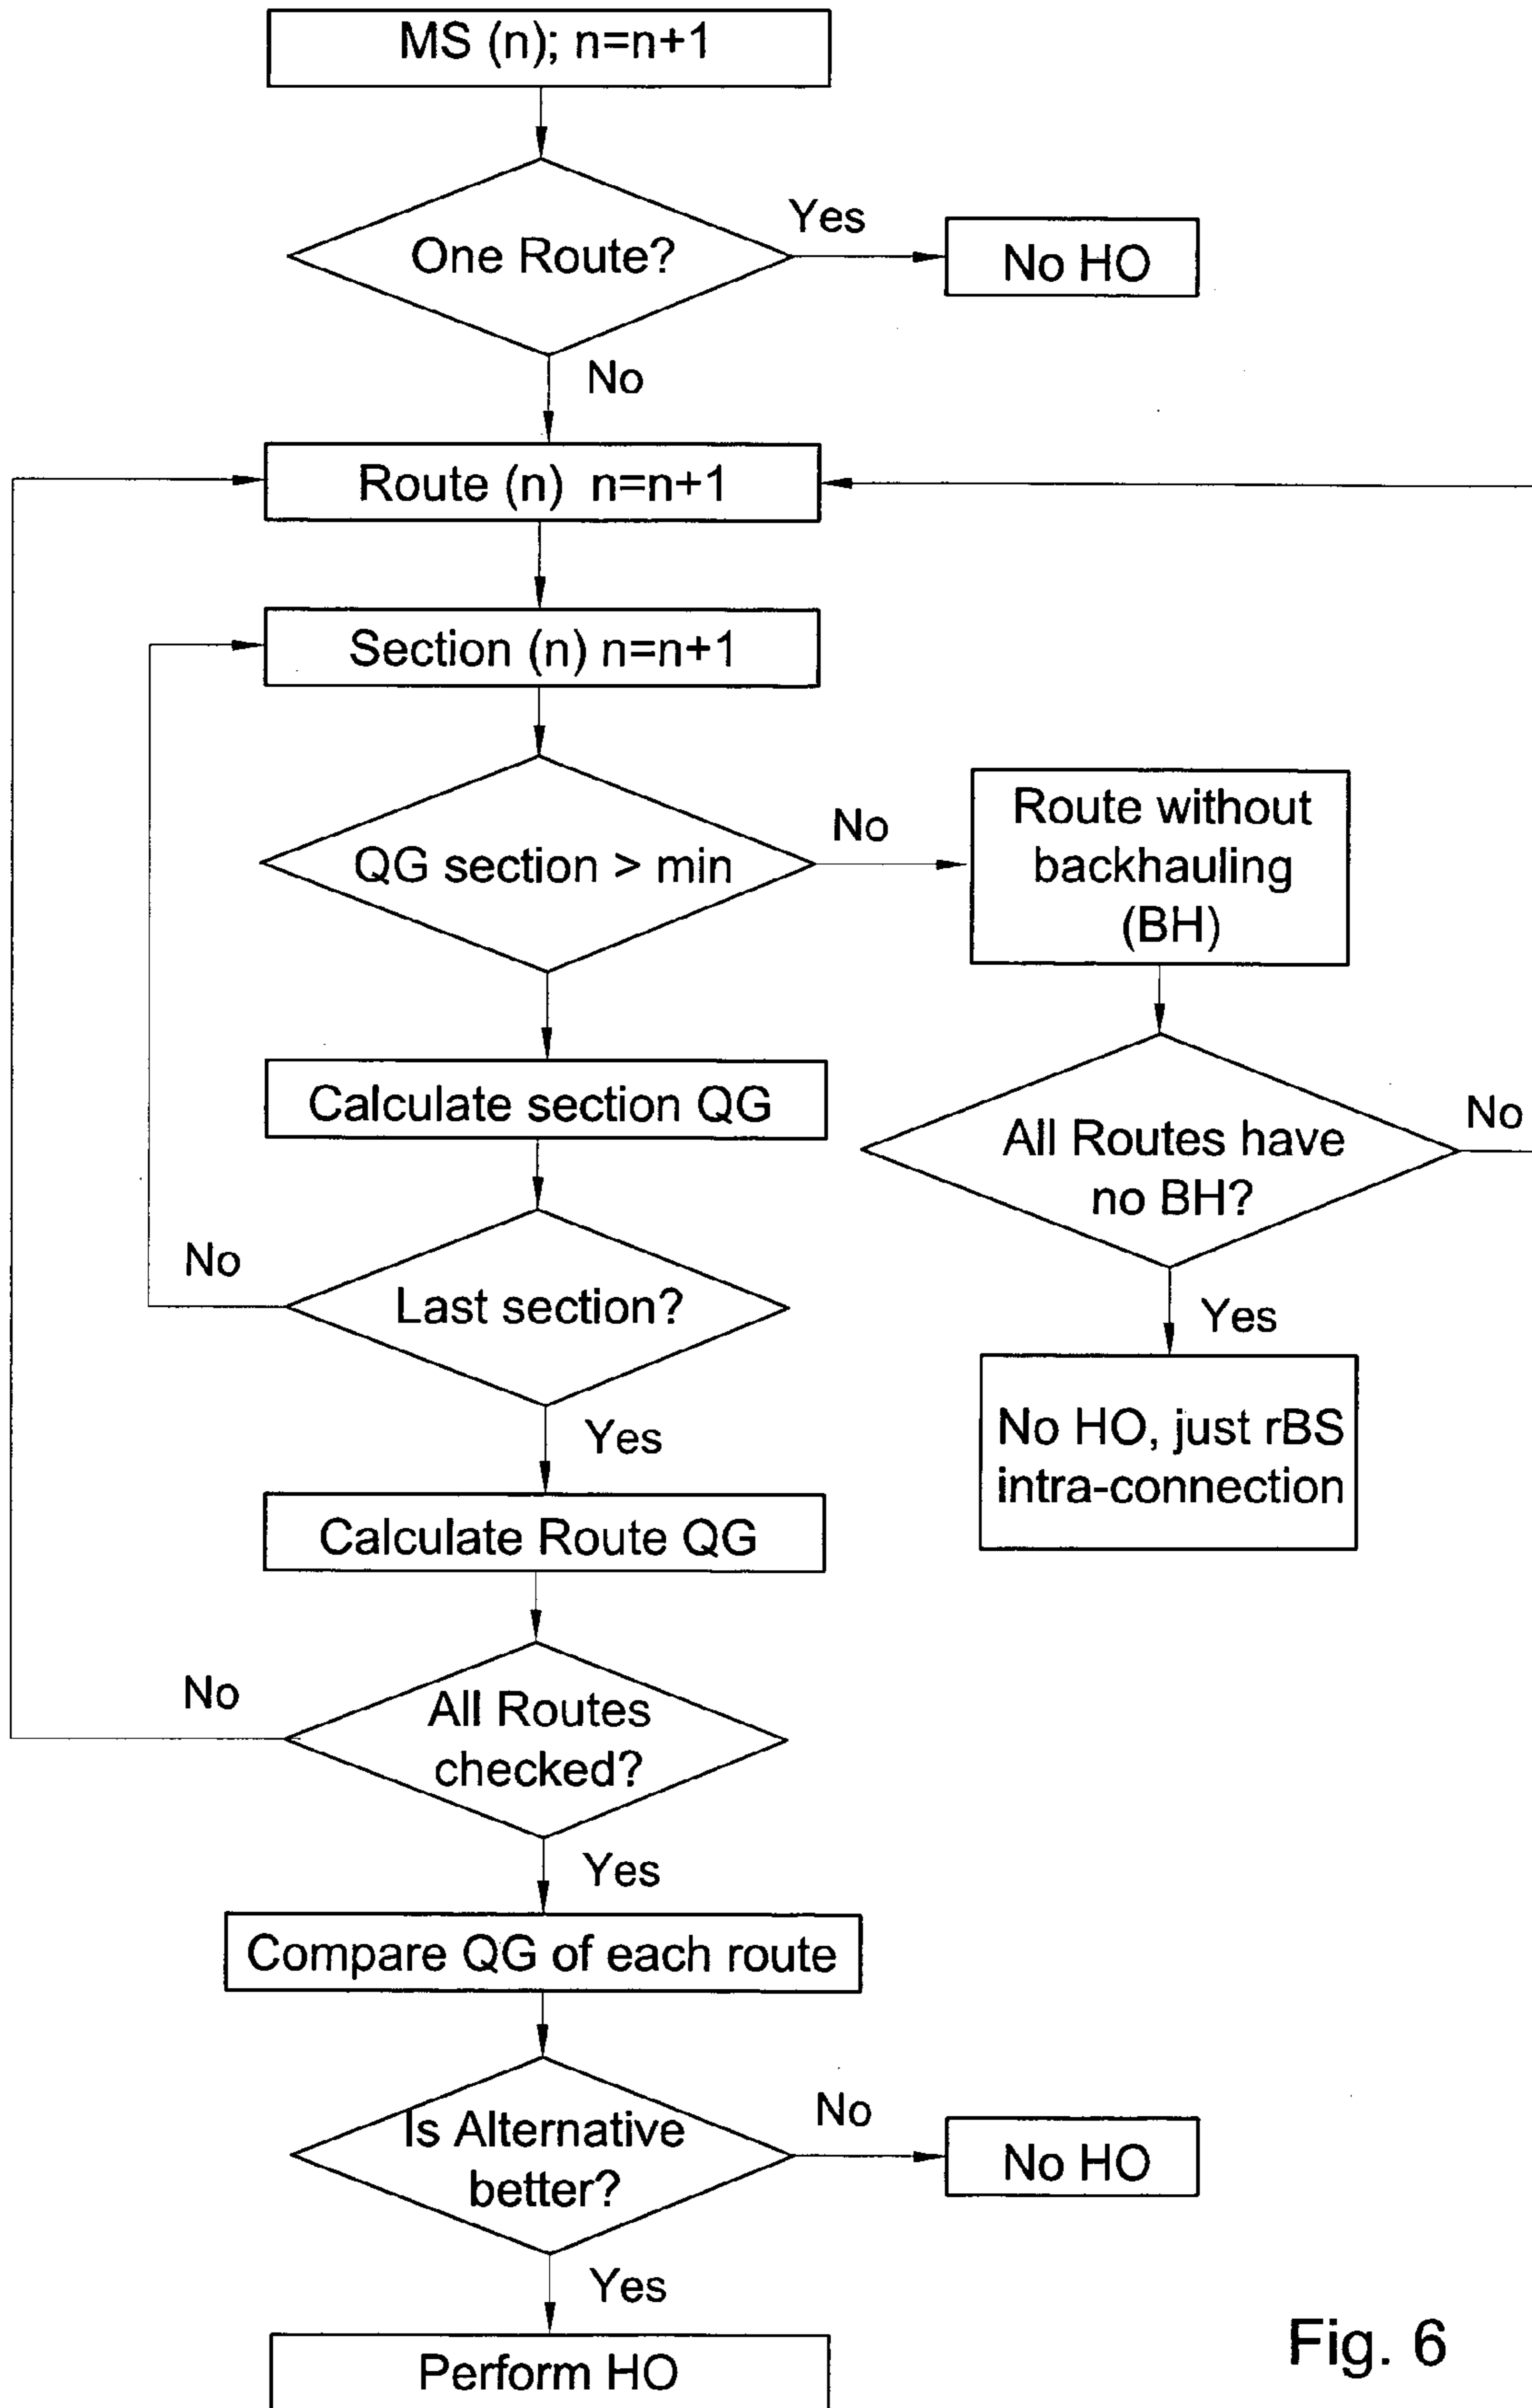 MS (n); n=n+1
One Route?
Yes
No HO
No
Route (n) n=n+1
Section (n) n=n+1
QG section > min
No
Route without
backhauling
(BH)
Calculate section QG
All Routes have
no BH?
No
Last section?
No
Yes
No HO, just rBS
intra-connection
Yes
Calculate Route QG
All Routes
checked?
No
Yes
Compare QG of each route
Is Alternative
better?
No
No HO
Yes
Perform HO
Fig. 6